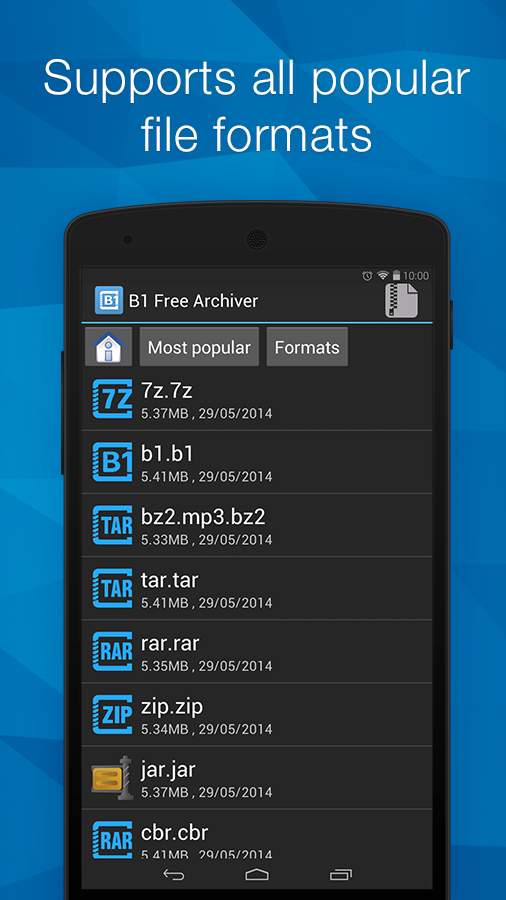 Supports all popular
file formats
10:00
B1 B1 Free Archiver
Most popular
Formats
7Z 7z.7z
5.37MB , 29/05/2014
B1 b1.b1
5.41MB , 29/05/2014
TAR bz2.mp3.bz2
5.33MB , 29/05/2014
TAR tar.tar
5.41MB , 29/05/2014
RAR rar.rar
5.35MB , 29/05/2014
ZIP zip.zip
5.34MB , 29/05/2014
jar.jar
5.37MB , 29/05/2014
RAR cbr.cbr
5.41MB , 29/05/2014